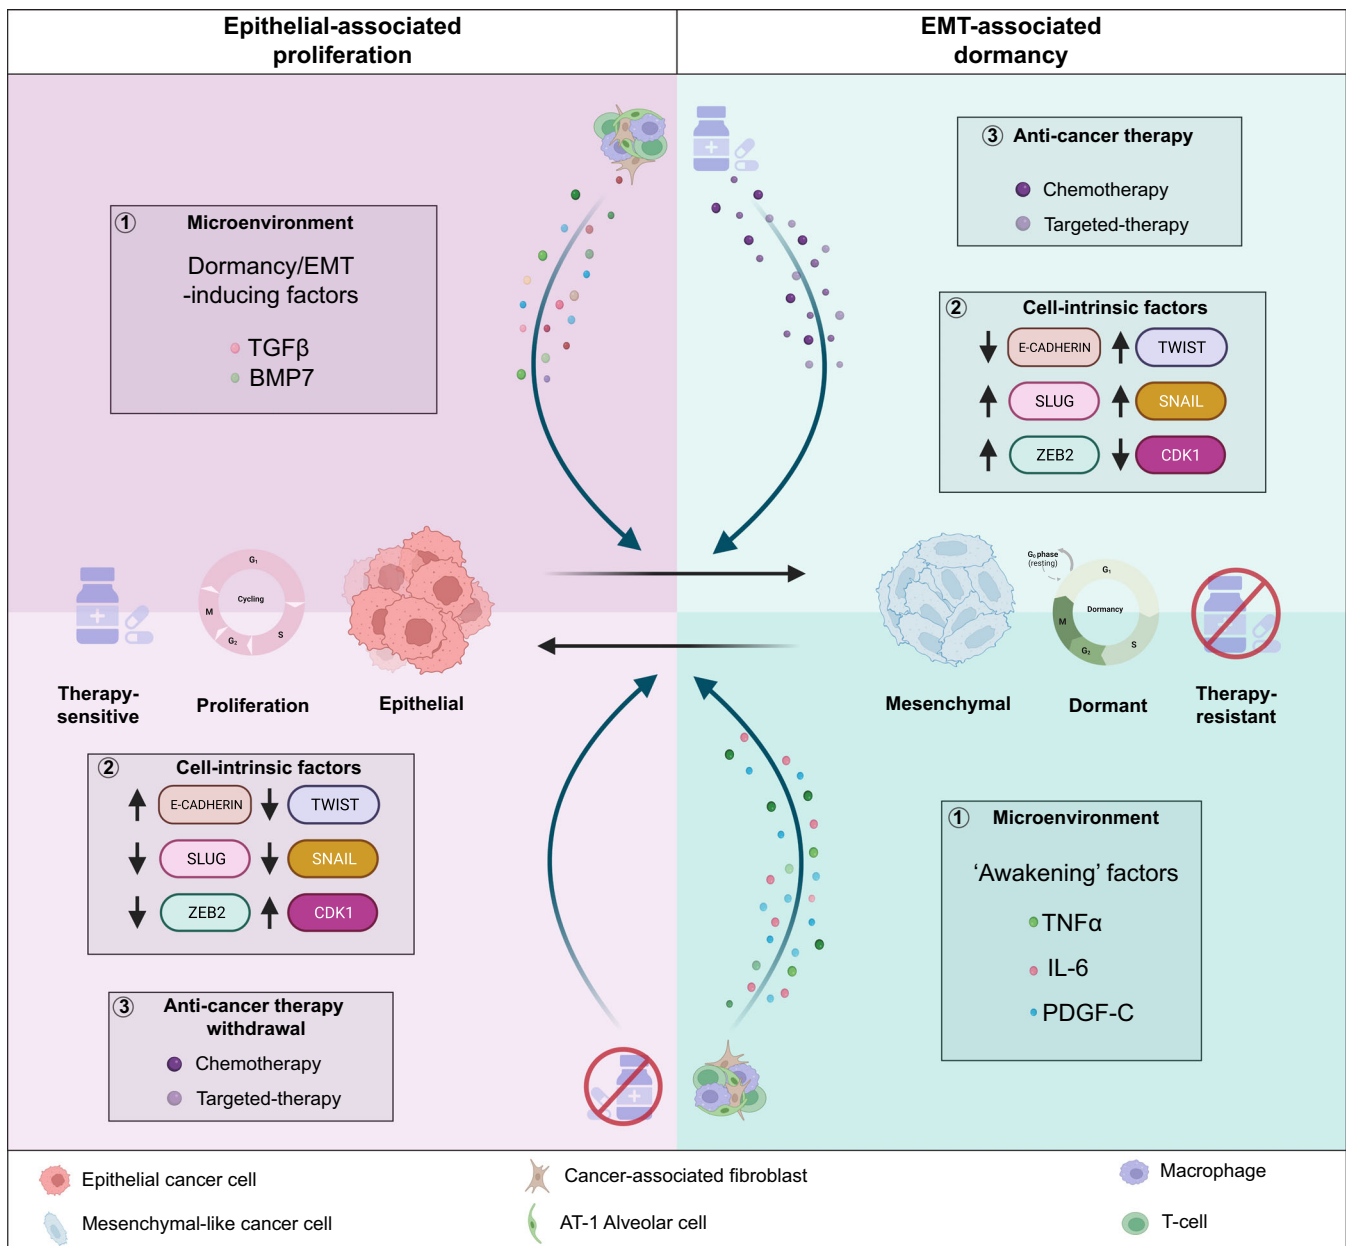 Epithelial-associated
proliferation
EMT-associated
dormancy
① Microenvironment
Dormancy/EMT
-inducing factors
TGFβ
BMP7
③ Anti-cancer therapy
Chemotherapy
Targeted-therapy
② Cell-intrinsic factors
E-CADHERIN TWIST
SLUG SNAIL
ZEB2 CDK1
G₁
Cycling
M
S
G₂
Therapy-
sensitive
Proliferation
Epithelial
G₀ phase
(resting)
G₁
Dormancy
M
S
G₂
Mesenchymal
Dormant
Therapy-
resistant
② Cell-intrinsic factors
E-CADHERIN TWIST
SLUG SNAIL
ZEB2 CDK1
③ Anti-cancer therapy
withdrawal
Chemotherapy
Targeted-therapy
① Microenvironment
‘Awakening’ factors
TNFα
IL-6
PDGF-C
Epithelial cancer cell
Cancer-associated fibroblast
Macrophage
Mesenchymal-like cancer cell
AT-1 Alveolar cell
T-cell